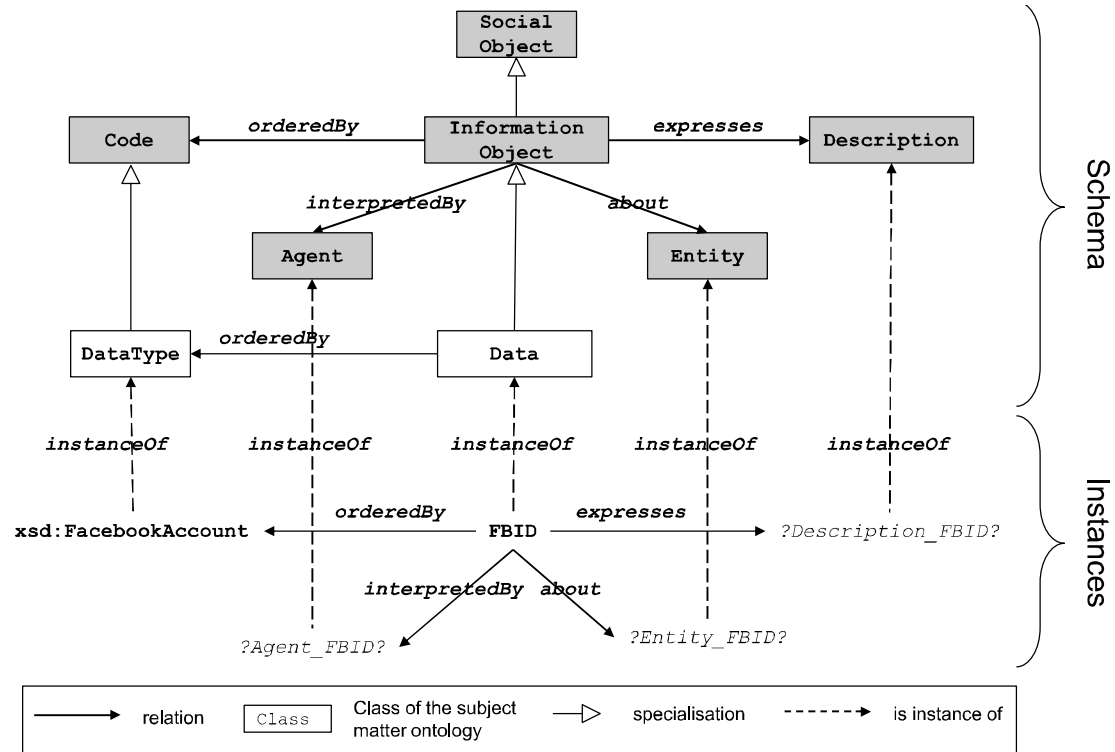 Social
Object
Code
orderedBy
Information
Object
expresses
Description
interpretedBy
about
Agent
Entity
DataType
orderedBy
Data
instanceOf
instanceOf
instanceOf
instanceOf
instanceOf
xsd:FacebookAccount
orderedBy
FBID
expresses
?Description_FBID?
interpretedBy
about
?Agent_FBID?
?Entity_FBID?
Schema
Instances
relation
Class
Class of the subject
matter ontology
specialisation
is instance of